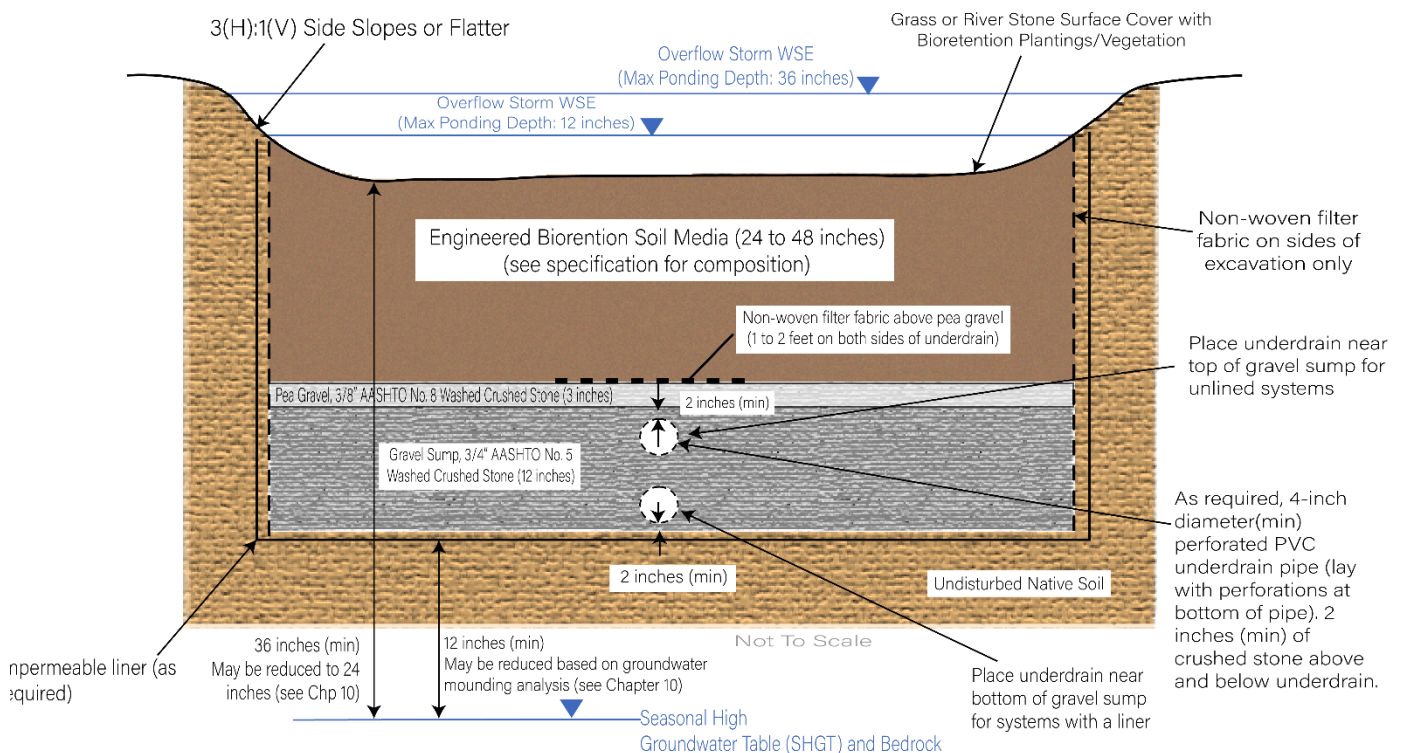 3(H):1(V) Side Slopes or Flatter
Grass or River Stone Surface Cover with
Bioretention Plantings/Vegetation
Overflow Storm WSE
(Max Ponding Depth: 36 inches)
Overflow Storm WSE
(Max Ponding Depth: 12 inches)
Engineered Biorention Soil Media (24 to 48 inches)
(see specification for composition)
Non-woven filter
fabric on sides of
excavation only
Non-woven filter fabric above pea gravel
(1 to 2 feet on both sides of underdrain)
Place underdrain near
top of gravel sump for
unlined systems
Pea Gravel, 3/8" AASHTO No. 8 Washed Crushed Stone (3 inches)
2 inches (min)
Gravel Sump, 3/4" AASHTO No. 5
Washed Crushed Stone (12 inches)
As required, 4-inch
diameter(min)
perforated PVC
underdrain pipe (lay
with perforations at
bottom of pipe). 2
inches (min) of
crushed stone above
and below underdrain.
2 inches (min)
Undisturbed Native Soil
Not To Scale
mpermeable liner (as
equired)
36 inches (min)
May be reduced to 24
inches (see Chp 10)
12 inches (min)
May be reduced based on groundwater
mounding analysis (see Chapter 10)
Place underdrain near
bottom of gravel sump
for systems with a liner
Seasonal High
Groundwater Table (SHGT) and Bedrock